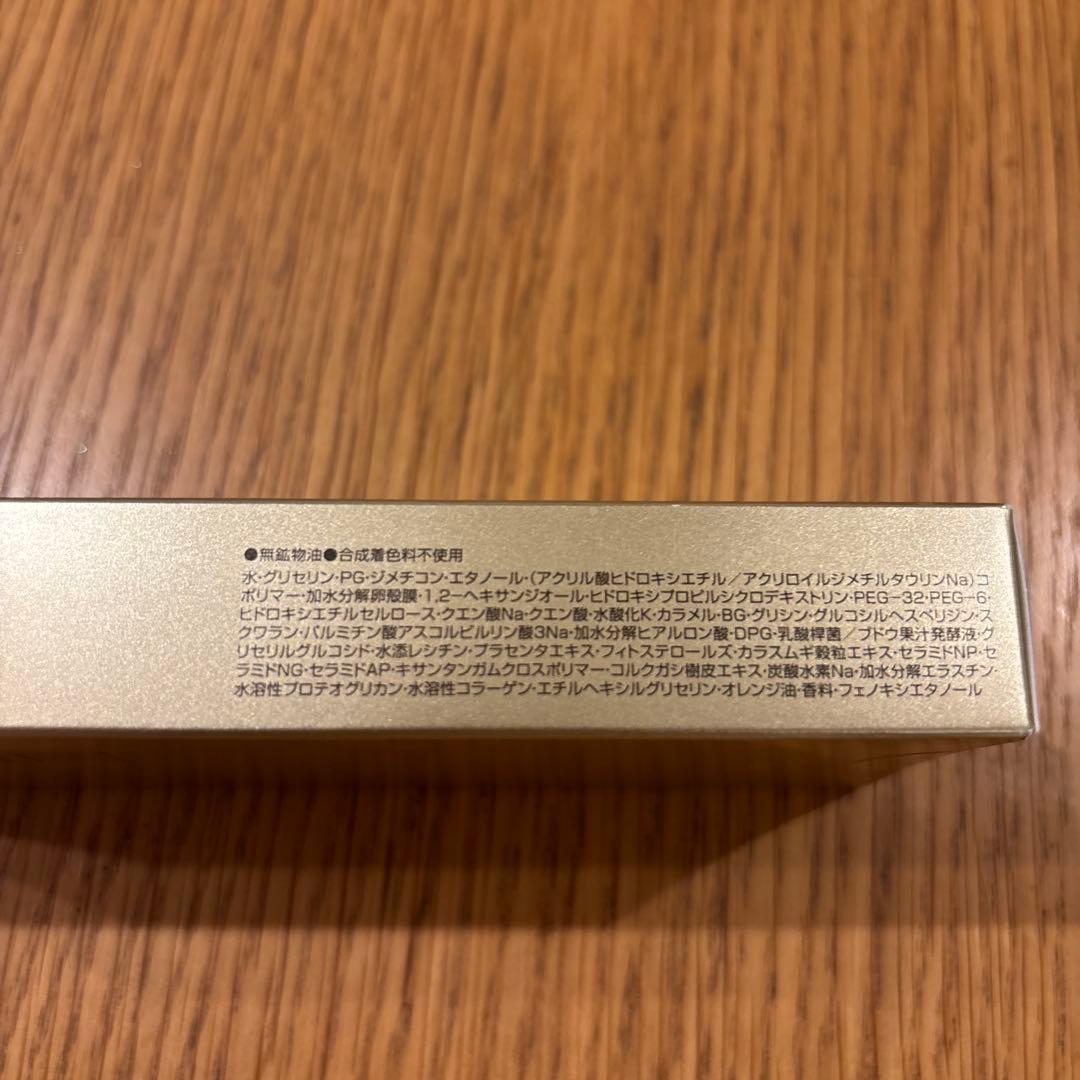 ●無鉱物油●合成着色料不使用
水・グリセリン・PG・ジメチコン・エタノール・(アクリル酸ヒドロキシエチル／アクリロイルジメチルタウリンNa)コ
ポリマー・加水分解卵殻膜・1,2−ヘキサンジオール・ヒドロキシプロピルシクロデキストリン・PEG−32・PEG−6・
ヒドロキシエチルセルロース・クエン酸Na・クエン酸・水酸化K・カラメル・BG・グリシン・グルコシルヘスペリジン・ス
クワラン・パルミチン酸アスコルビルリン酸3Na・加水分解ヒアルロン酸・DPG・乳酸桿菌／ブドウ果汁発酵液・グ
リセリルグルコシド・水添レシチン・プラセンタエキス・フィトステロールズ・カラスムギ穀粒エキス・セラミドNP・セ
ラミドNG・セラミドAP・キサンタンガムクロスポリマー・コルクガシ樹皮エキス・炭酸水素Na・加水分解エラスチン・
水溶性プロテオグリカン・水溶性コラーゲン・エチルヘキシルグリセリン・オレンジ油・香料・フェノキシエタノール